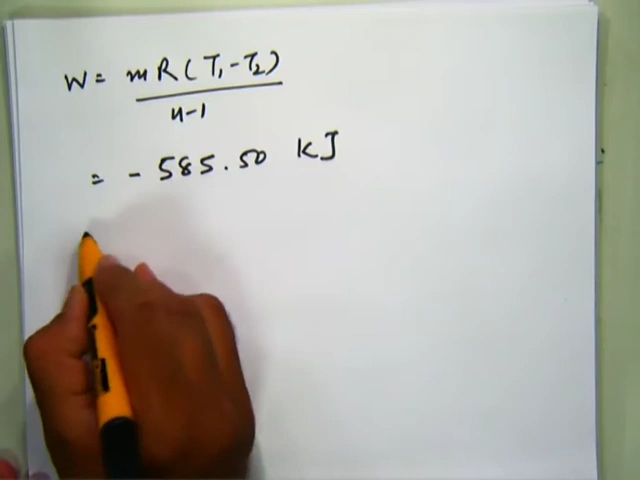 W = mR(T₁-T₂)
n-1
= - 585.50 KJ